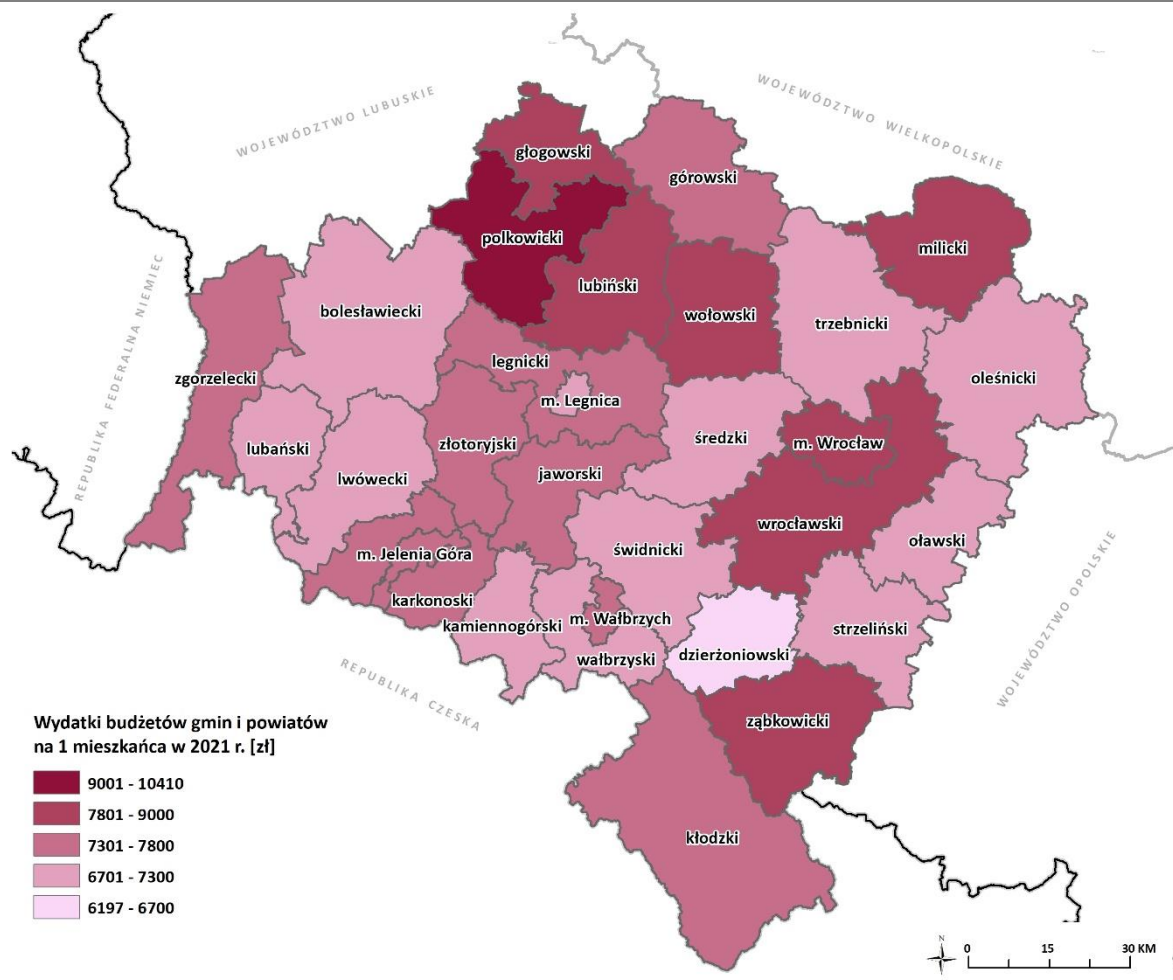 WOJEWÓDZTWO LUBUSKIE
WOJEWÓDZTWO WIELKOPOLSKIE
głogowski
górowski
polkowicki
milicki
lubiński
wołowski
trzebnicki
bolesławiecki
REPUBLIKA FEDERALNA NIEMIEC
legnicki
zgorzelecki
oleśnicki
m. Legnica
średzki
m. Wrocław
złotoryjski
lubański
lwówecki
jaworski
wrocławski
oławski
świdnicki
m. Jelenia Góra
karkonoski
kamiennogórski
m. Wałbrzych
strzeliński
wałbrzyski
dzierżoniowski
WOJEWÓDZTWO OPOLSKIE
REPUBLIKA CZESKA
ząbkowicki
kłodzki
Wydatki budżetów gmin i powiatów
na 1 mieszkańca w 2021 r. [zł]
9001 - 10410
7801 - 9000
7301 - 7800
6701 - 7300
6197 - 6700
N
0 15 30 KM